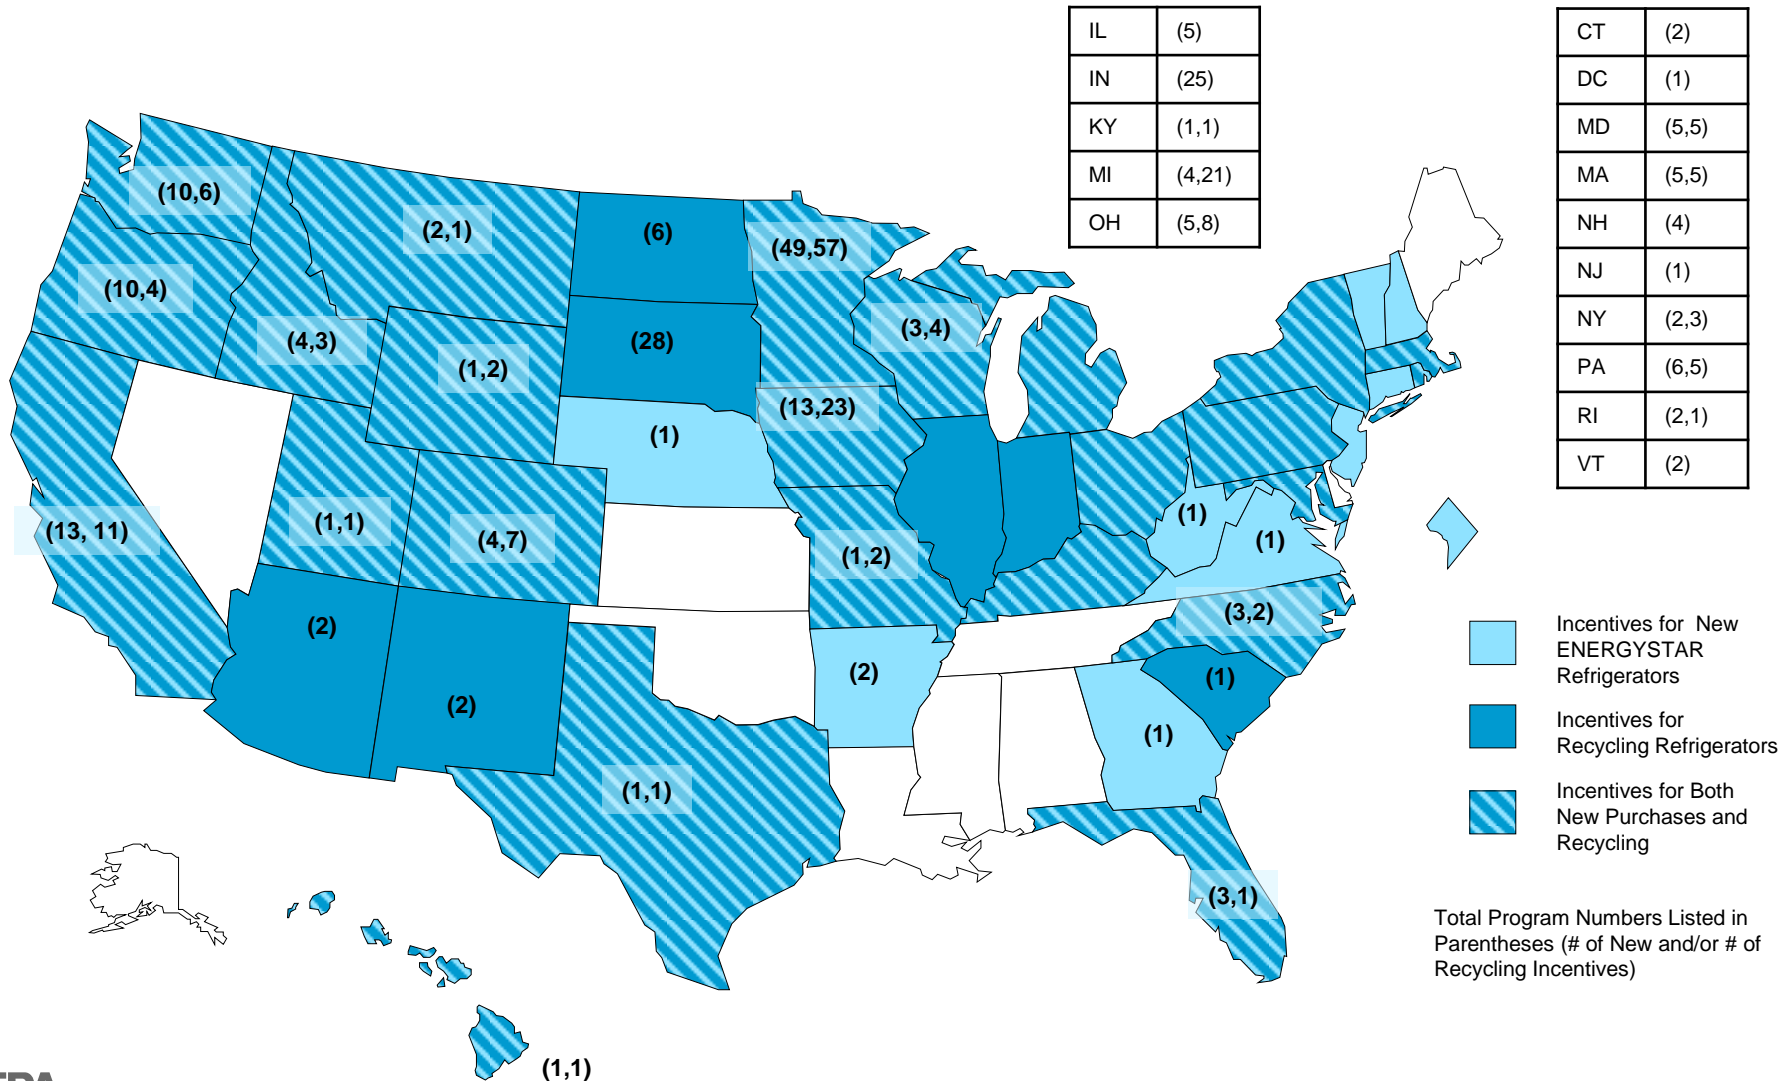 IL (5)
IN (25)
KY (1,1)
MI (4,21)
OH (5,8)
CT (2)
DC (1)
MD (5,5)
MA (5,5)
NH (4)
NJ (1)
NY (2,3)
PA (6,5)
RI (2,1)
VT (2)
(10,6)
(2,1)
(6)
(49,57)
(10,4)
(4,3)
(1,2)
(28)
(3,4)
(13,23)
(1)
(13, 11)
(1,1)
(4,7)
(1,2)
(1)
(1)
(2)
(2)
(2)
(3,2)
(1)
(1)
(1,1)
(3,1)
(1,1)
Incentives for New
ENERGYSTAR
Refrigerators
Incentives for
Recycling Refrigerators
Incentives for Both
New Purchases and
Recycling
Total Program Numbers Listed in
Parentheses (# of New and/or # of
Recycling Incentives)